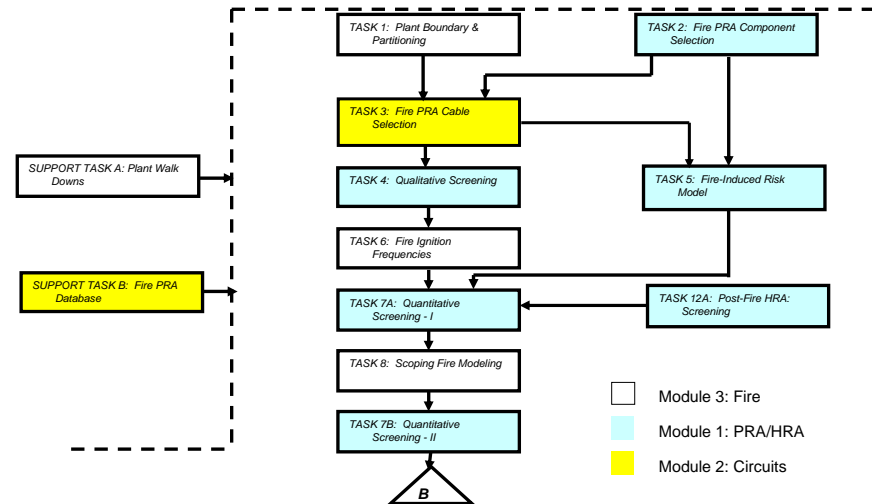 TASK 1: Plant Boundary &
Partitioning
TASK 2: Fire PRA Component
Selection
TASK 3: Fire PRA Cable
Selection
SUPPORT TASK A: Plant Walk
Downs
TASK 4: Qualitative Screening
TASK 5: Fire-Induced Risk
Model
TASK 6: Fire Ignition
Frequencies
SUPPORT TASK B: Fire PRA
Database
TASK 7A: Quantitative
Screening - I
TASK 12A: Post-Fire HRA:
Screening
TASK 8: Scoping Fire Modeling
TASK 7B: Quantitative
Screening - II
B
Module 3: Fire
Module 1: PRA/HRA
Module 2: Circuits